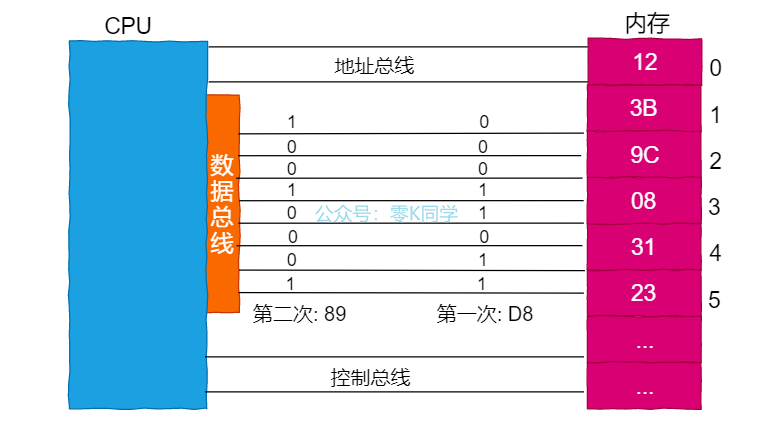 CPU
内存
地址总线
12
0
3B
1
9C
2
08
3
31
4
23
5
...
...
数据总线
1 0
0 0
0 0
1 1
0 1
0 0
0 1
1 1
公众号：零K同学
第二次: 89
第一次: D8
控制总线